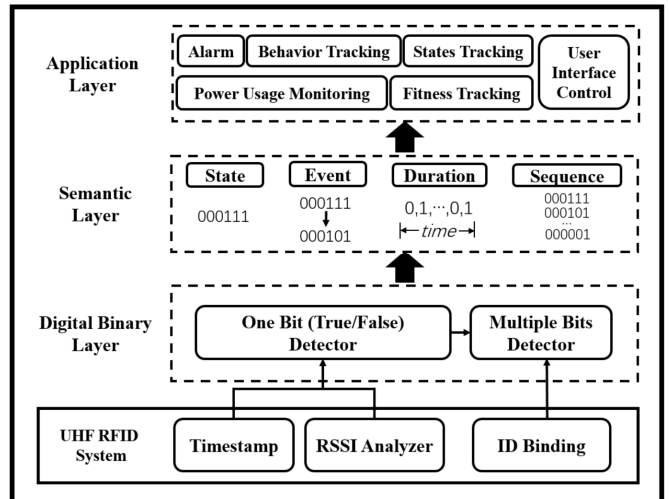 Application
Layer
Alarm
Behavior Tracking
States Tracking
User
Interface
Control
Power Usage Monitoring
Fitness Tracking
Semantic
Layer
State
000111
Event
000111
000101
Duration
0,1,···,0,1
time
Sequence
000111
000101
...
000001
Digital Binary
Layer
One Bit (True/False)
Detector
Multiple Bits
Detector
UHF RFID
System
Timestamp
RSSI Analyzer
ID Binding